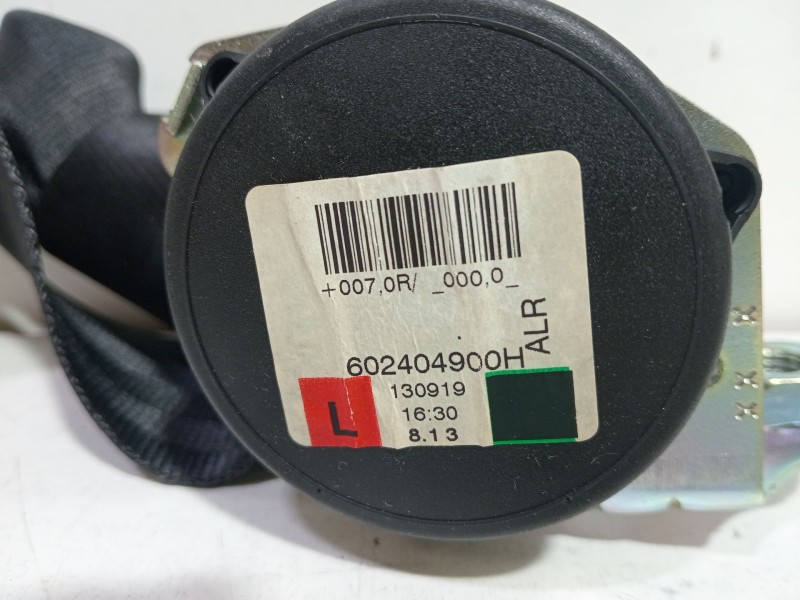 +007,0R/ _000,0_
ALR
602404900H
130919
L
16:30
8.13